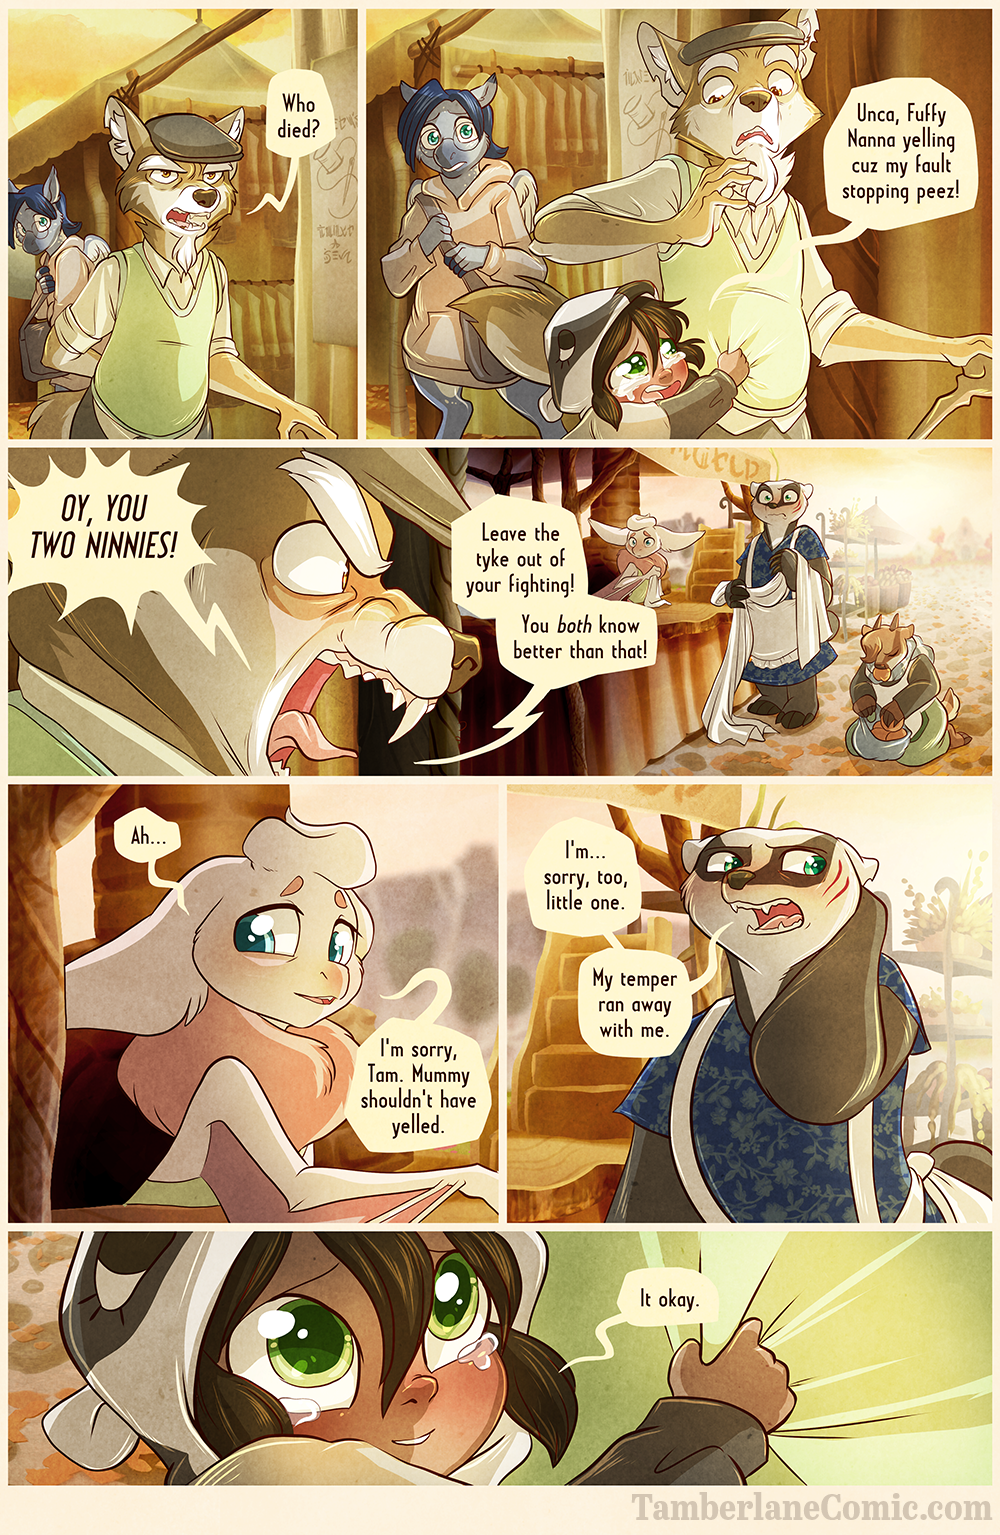 Who
died?
Unca, Fuffy
Nanna yelling
cuz my fault
stopping peez!
OY, YOU
TWO NINNIES!
Leave the
tyke out of
your fighting!
You both know
better than that!
Ah...
I'm sorry,
Tam. Mummy
shouldn't have
yelled.
I'm...
sorry, too,
little one.
My temper
ran away
with me.
It okay.
TamberlaneComic.com